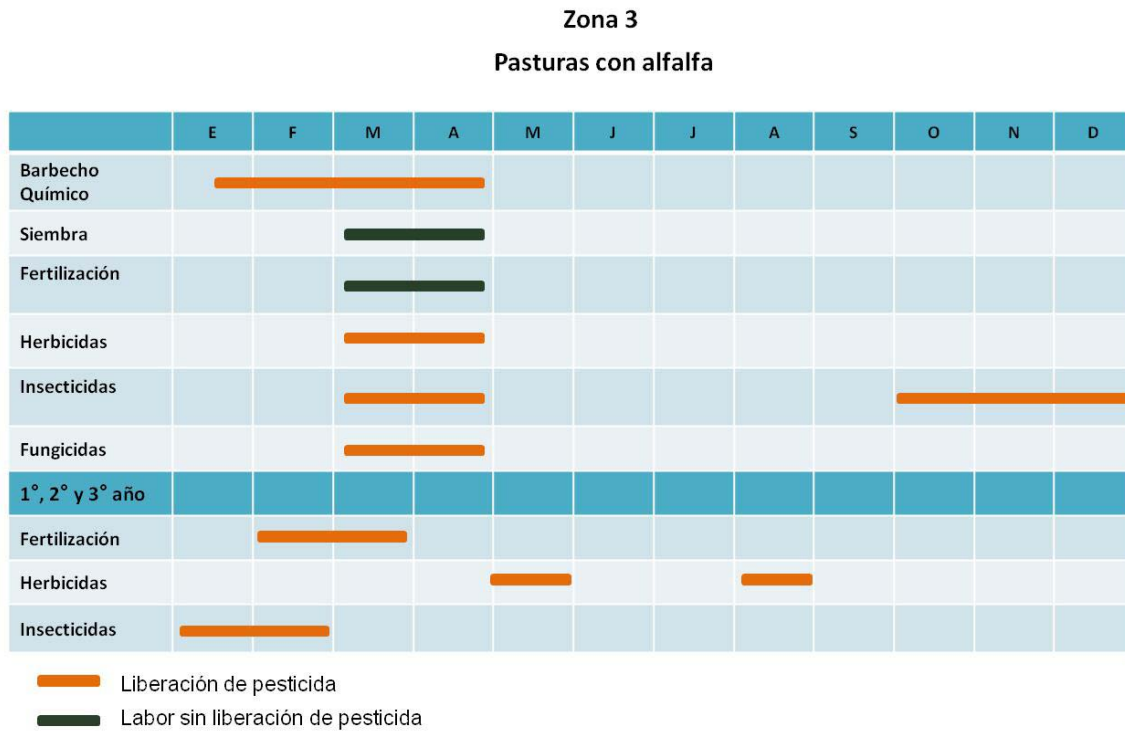 Zona 3
Pasturas con alfalfa
E F M A M J J A S O N D
Barbecho
Químico
Siembra
Fertilización
Herbicidas
Insecticidas
Fungicidas
1°, 2° y 3° año
Fertilización
Herbicidas
Insecticidas
Liberación de pesticida
Labor sin liberación de pesticida